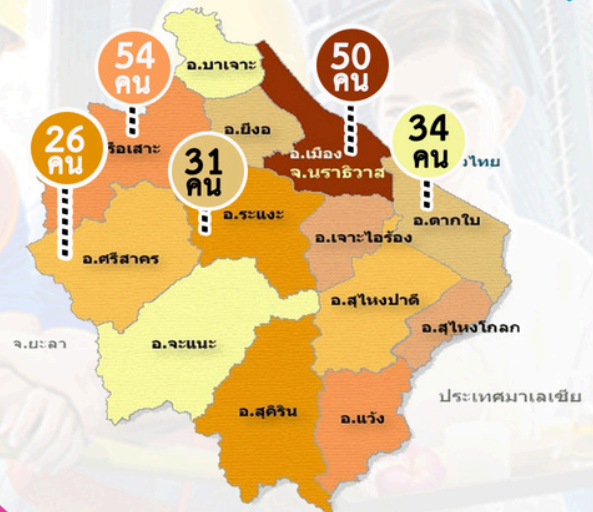 อ.บาเจาะ
54
คน
50
คน
26
คน
รือเสาะ
อ.ยี่งอ
31
คน
อ.เมือง
จ.นราธิวาส
34
คน
วไทย
อ.ระแงะ
อ.เจาะไอร้อง
อ.ตากใบ
อ.ศรีสาคร
อ.สุไหงปาดี
อ.สุไหงโกลก
จ.ยะลา
อ.จะแนะ
ประเทศมาเลเซีย
อ.สุคิริน
อ.แว้ง